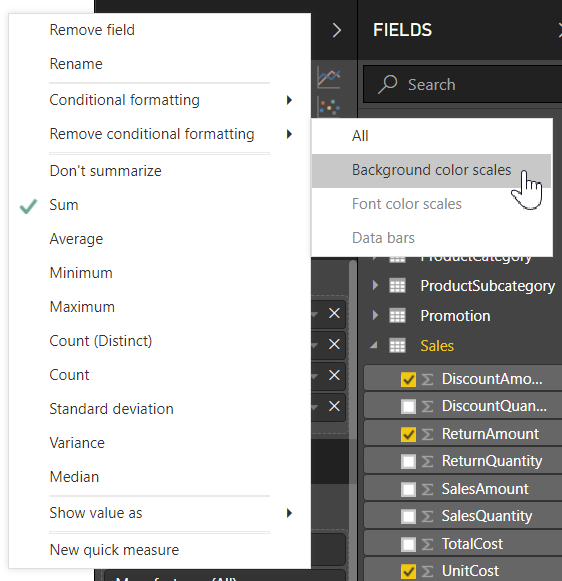 Remove field
Rename
Conditional formatting
Remove conditional formatting
Don't summarize
Sum
Average
Minimum
Maximum
Count (Distinct)
Count
Standard deviation
Variance
Median
Show value as
New quick measure
All
Background color scales
Font color scales
Data bars
FIELDS
Search
ProductCategory
ProductSubcategory
Promotion
Sales
DiscountAmo...
DiscountQuan...
ReturnAmount
ReturnQuantity
SalesAmount
SalesQuantity
TotalCost
UnitCost